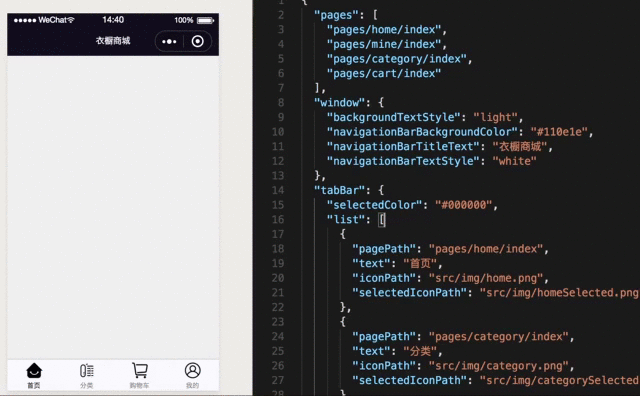 WeChat
14:40
100%
衣橱商城
首页
分类
购物车
我的
1 {
2 "pages": [
3 "pages/home/index",
4 "pages/mine/index",
5 "pages/category/index",
6 "pages/cart/index"
7 ],
8 "window": {
9 "backgroundTextStyle": "light",
10 "navigationBarBackgroundColor": "#110e1e",
11 "navigationBarTitleText": "衣橱商城",
12 "navigationBarTextStyle": "white"
13 },
14 "tabBar": {
15 "selectedColor": "#000000",
16 "list": [
17 {
18 "pagePath": "pages/home/index",
19 "text": "首页",
20 "iconPath": "src/img/home.png",
21 "selectedIconPath": "src/img/homeSelected.png
22 },
23 {
24 "pagePath": "pages/category/index",
25 "text": "分类",
26 "iconPath": "src/img/category.png",
27 "selectedIconPath": "src/img/categorySelected
28 }